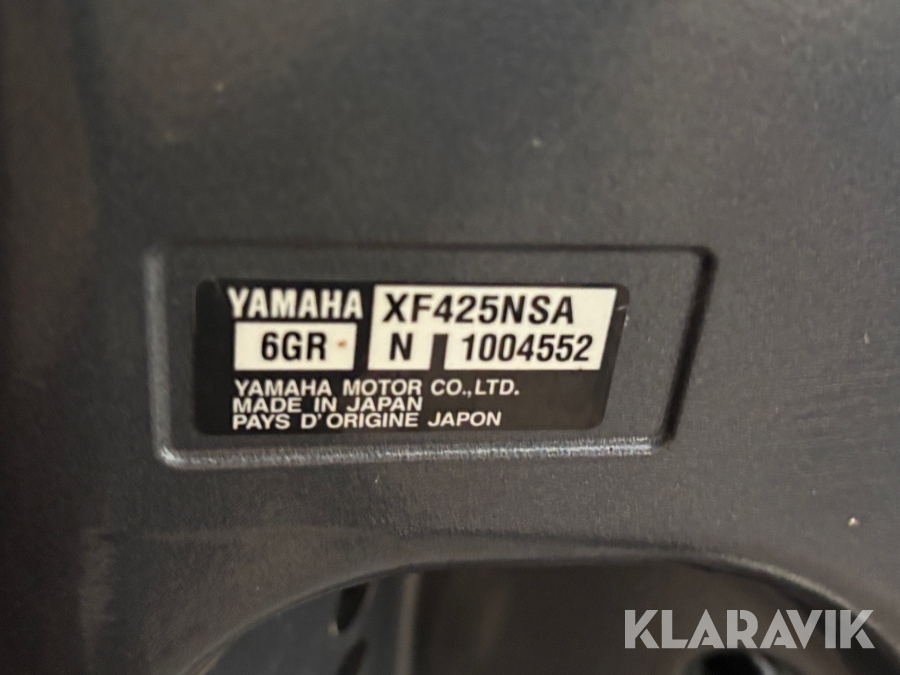 YAMAHA XF425NSA
6GR N 1004552
YAMAHA MOTOR CO.,LTD.
MADE IN JAPAN
PAYS D'ORIGINE JAPON
KLARAVIK